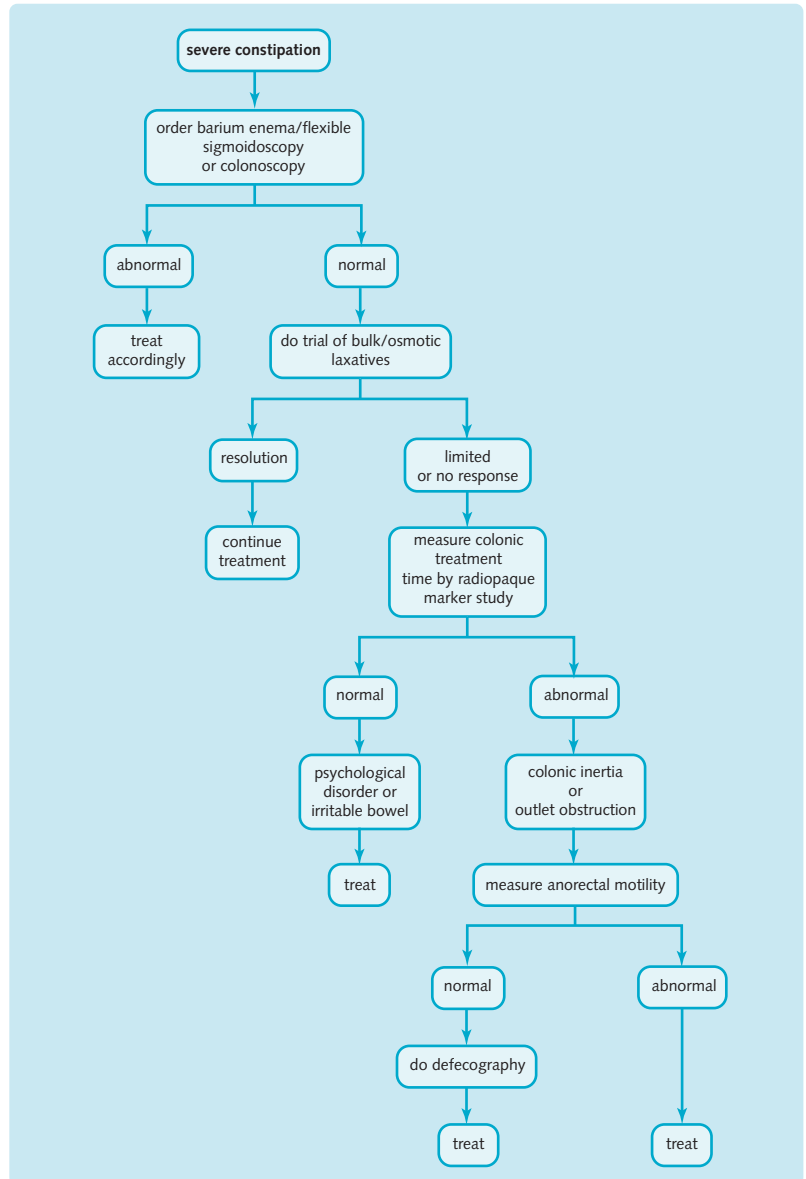 severe constipation
order barium enema/flexible
sigmoidoscopy
or colonoscopy
abnormal
normal
treat
accordingly
do trial of bulk/osmotic
laxatives
resolution
limited
or no response
continue
treatment
measure colonic
treatment
time by radiopaque
marker study
normal
abnormal
psychological
disorder or
irritable bowel
colonic inertia
or
outlet obstruction
treat
measure anorectal motility
normal
abnormal
do defecography
treat
treat